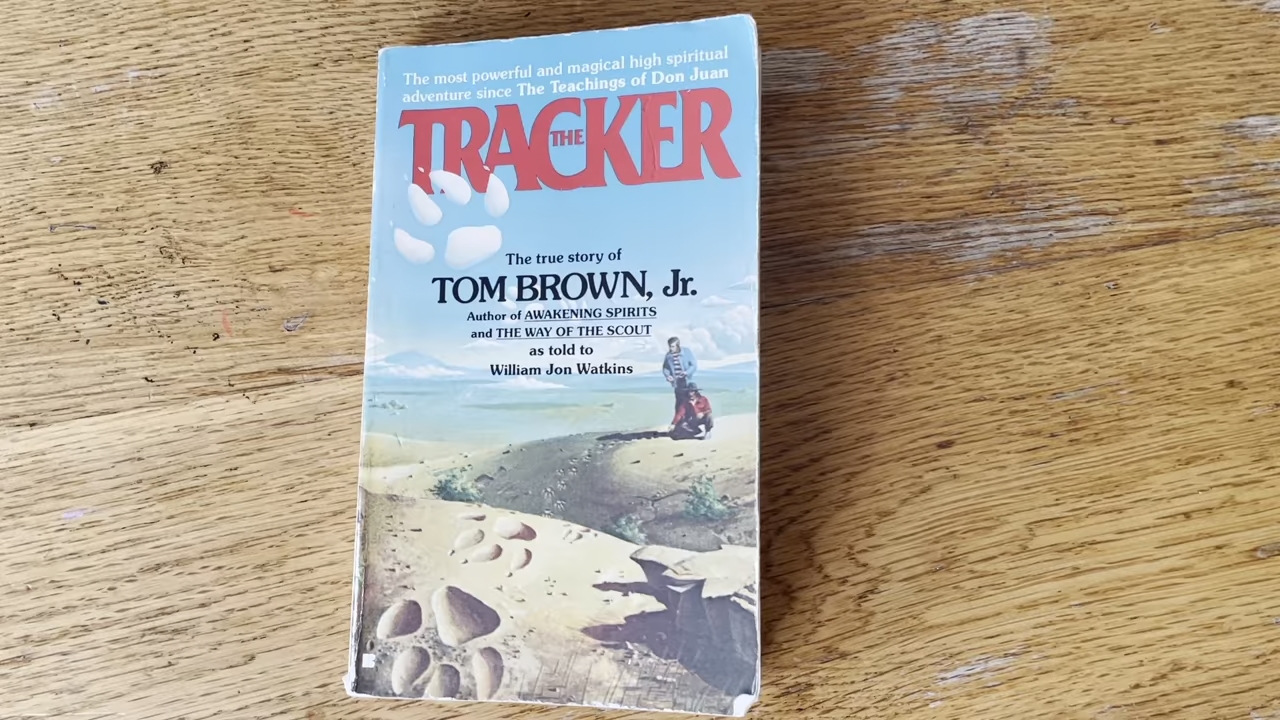 The most powerful and magical high spiritual
adventure since The Teachings of Don Juan
THE
TRACKER
The true story of
TOM BROWN, Jr.
Author of AWAKENING SPIRITS
and THE WAY OF THE SCOUT
as told to
William Jon Watkins